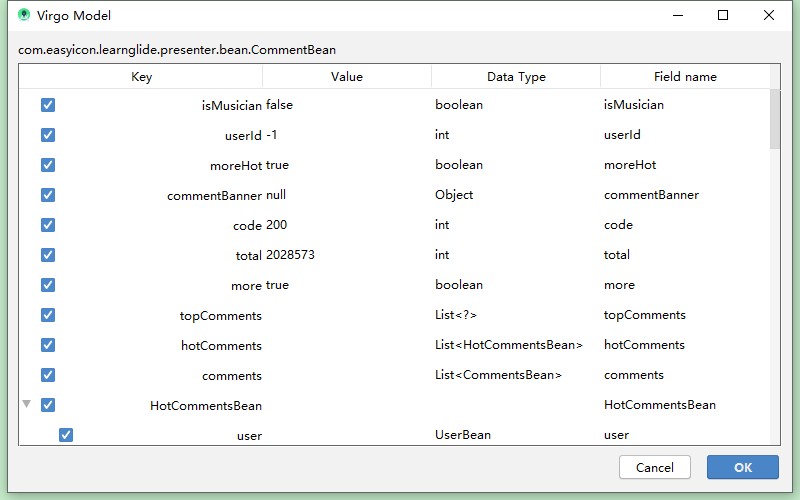 Virgo Model
com.easyicon.learnglide.presenter.bean.CommentBean
Key Value Data Type Field name
isMusician false boolean isMusician
userId -1 int userId
moreHot true boolean moreHot
commentBanner null Object commentBanner
code 200 int code
total 2028573 int total
more true boolean more
topComments List<?> topComments
hotComments List<HotCommentsBean> hotComments
comments List<CommentsBean> comments
HotCommentsBean HotCommentsBean
user UserBean user
Cancel OK